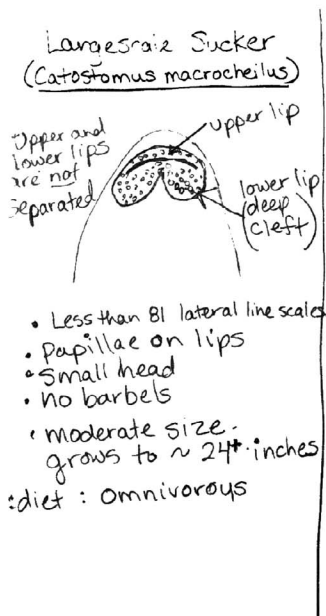 Largescale Sucker
(Catostomus macrocheilus)
Upper and
lower lips
are not
separated
upper lip
lower lip
(deep
cleft)
• Less than 81 lateral line scales
• Papillae on lips
• Small head
• no barbels
• moderate size.
grows to ~ 24+ inches
: diet : omnivorous